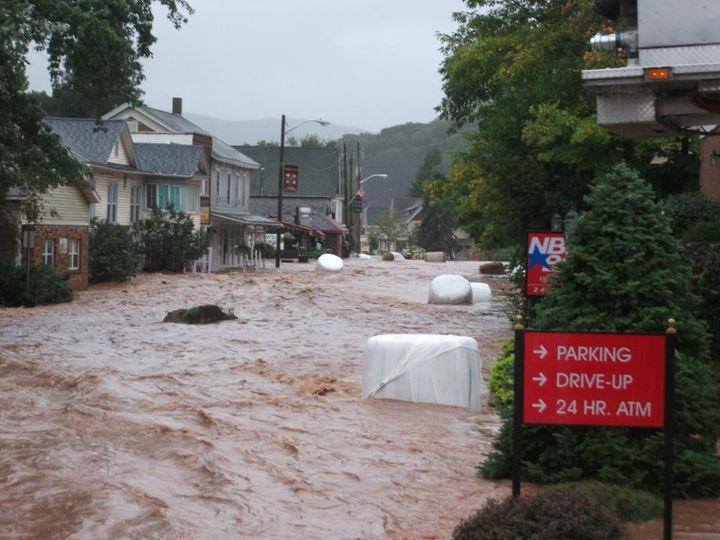 NB
PARKING
DRIVE-UP
24 HR. ATM